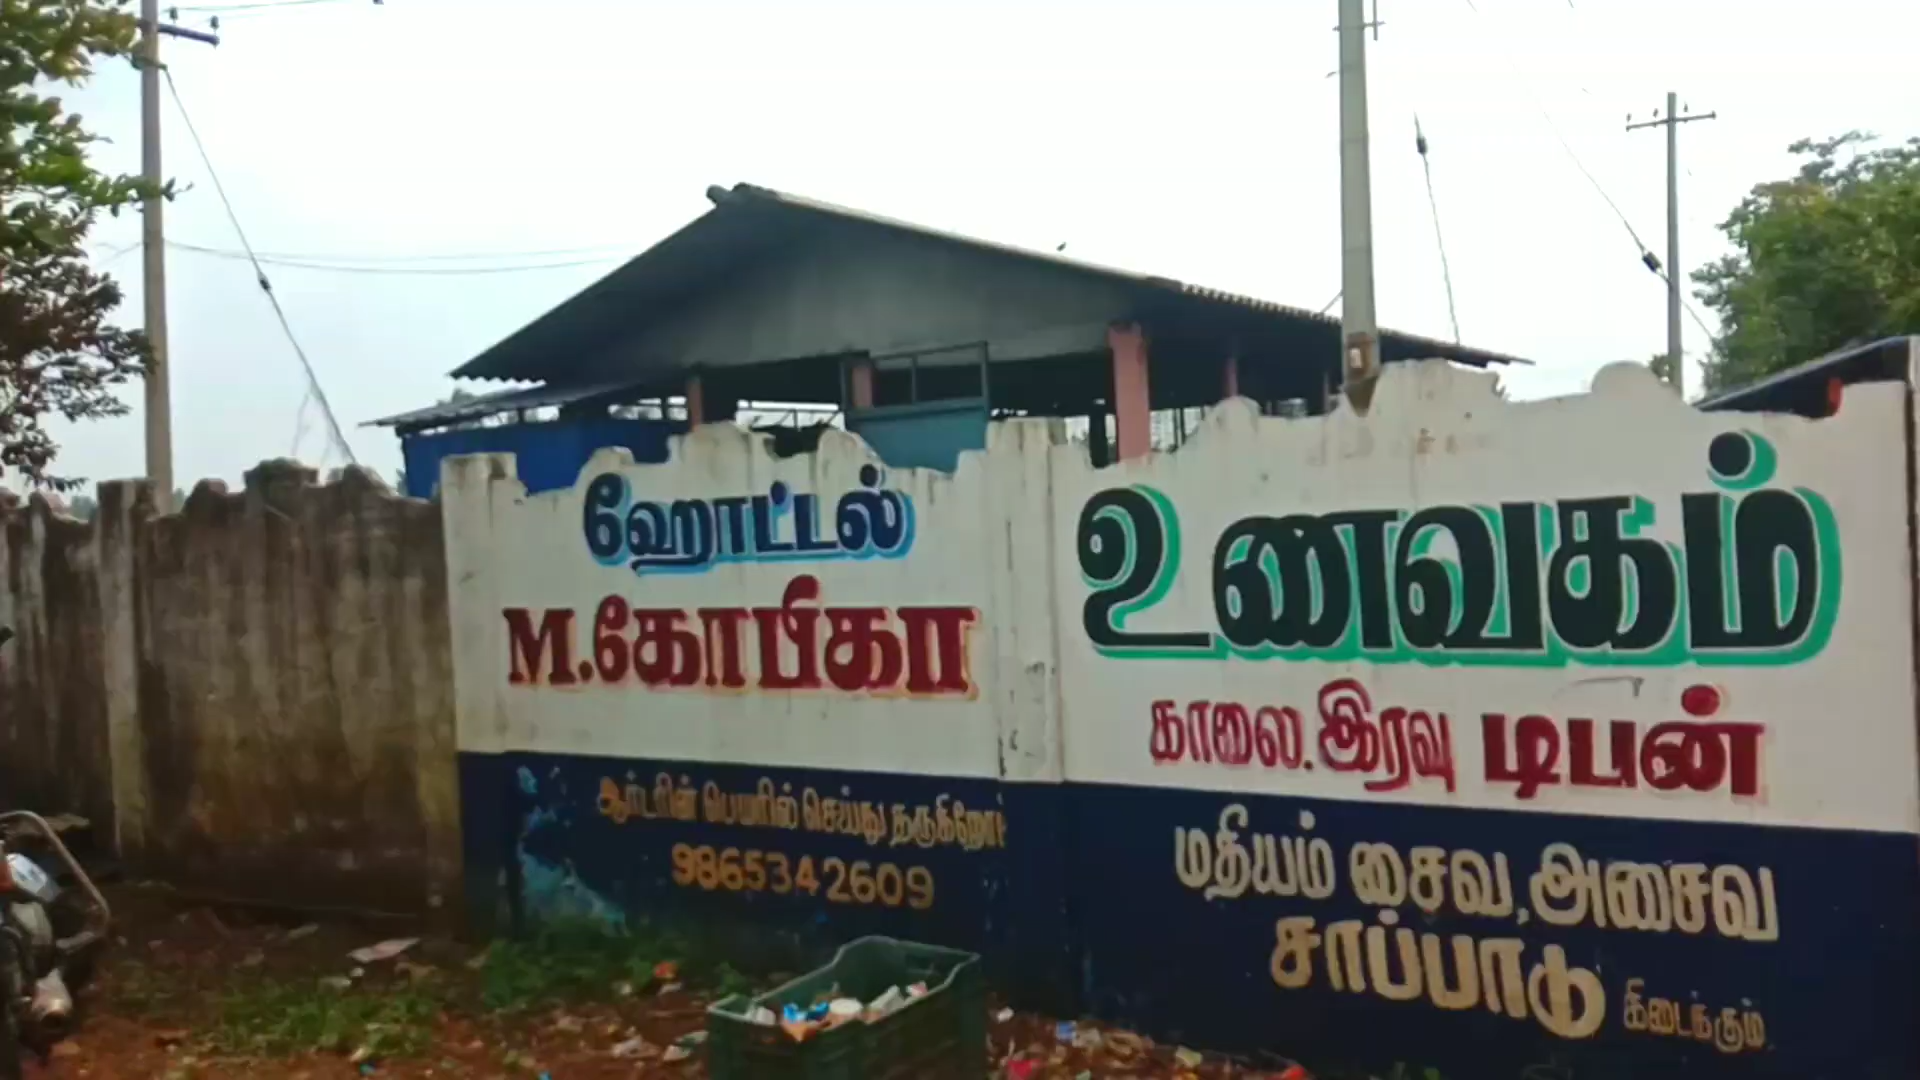 ஹோட்டல்
M.கோபிகா
ஆர்டரின் பெயரில் செய்து தருகிறோம்
9865342609
உணவகம்
காலை.இரவு டிபன்
மதியம் சைவ,அசைவ
சாப்பாடு கிடைக்கும்